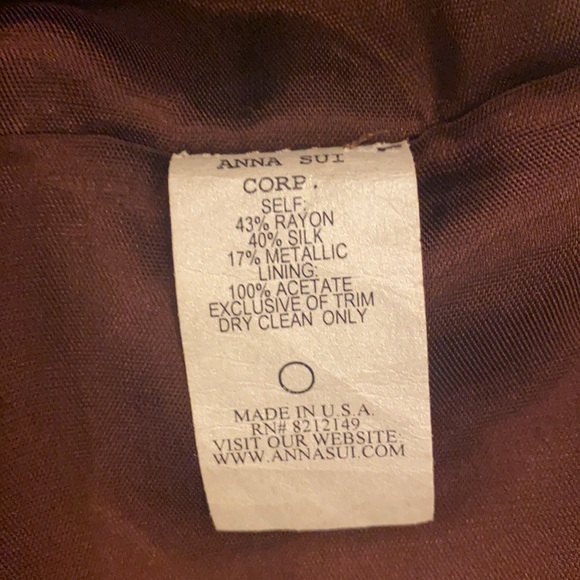 ANNA SUI
CORP.
SELF:
43% RAYON
40% SILK
17% METALLIC
LINING:
100% ACETATE
EXCLUSIVE OF TRIM
DRY CLEAN ONLY
MADE IN U.S.A.
RN# 8212149
VISIT OUR WEBSITE:
WWW.ANNASUI.COM